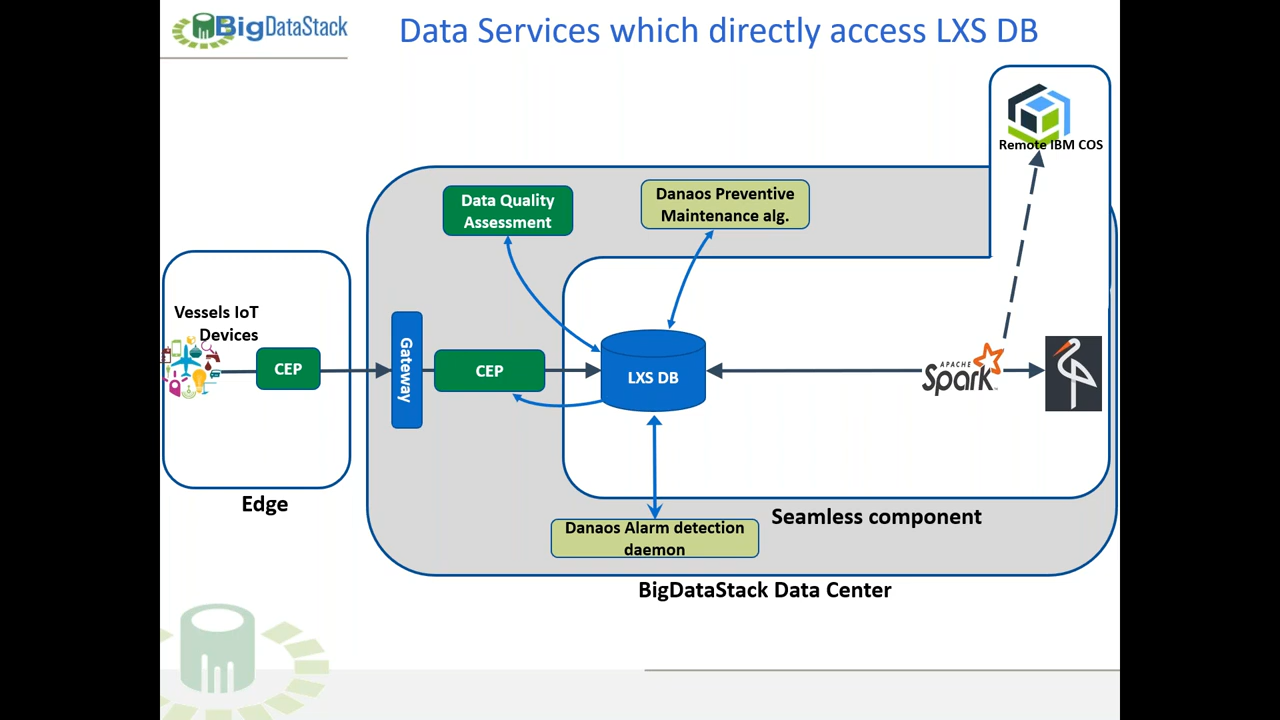 BigDataStack
Data Services which directly access LXS DB
Remote IBM COS
Data Quality
Assessment
Danaos Preventive
Maintenance alg.
Vessels IoT
Devices
CEP
Gateway
CEP
LXS DB
APACHE
Spark
Edge
Danaos Alarm detection
daemon
Seamless component
BigDataStack Data Center